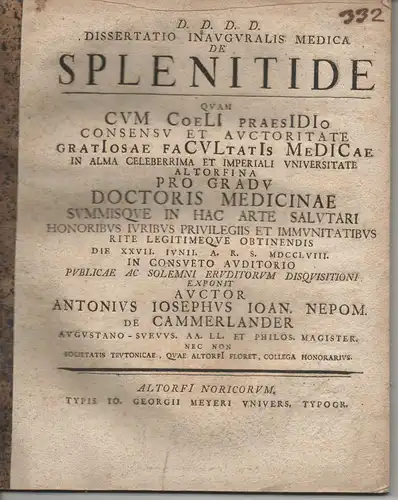 332
D. D. D. D.
DISSERTATIO INAVGVRALIS MEDICA
DE
SPLENITIDE
QVAM
CVM CoeLI PRAESIDIo
CONSENSV ET AVCTORITATE
GRATIOSAE FACVLTATIS MEDICAE
IN ALMA CELEBERRIMA ET IMPERIALI VNIVERSITATE
ALTORFINA
PRO GRADV
DOCTORIS MEDICINAE
SVMMISQVE IN HAC ARTE SALVTARI
HONORIBVS IVRIBVS PRIVILEGIIS ET IMMVNITATIBVS
RITE LEGITIMEQVE OBTINENDIS
DIE XXVII. IVNII. A. R. S. MDCCLVIII.
IN CONSVETO AVDITORIO
PVBLICAE AC SOLEMNI ERVDITORVM DISQVISITIONI
EXPONIT
AVCTOR
ANTONIVS IOSEPHVS IOAN. NEPOM.
DE CAMMERLANDER
AVGVSTANO-SVEVVS. AA. LL. ET PHILOS. MAGISTER.
NEC NON
SOCIETATIS TEVTONICAE, QVAE ALTORFI FLORET, COLLEGA HONORARIVS.
ALTORFI NORICORVM,
TYPIS IO. GEORGII MEYERI VNIVERS. TYPOGR.